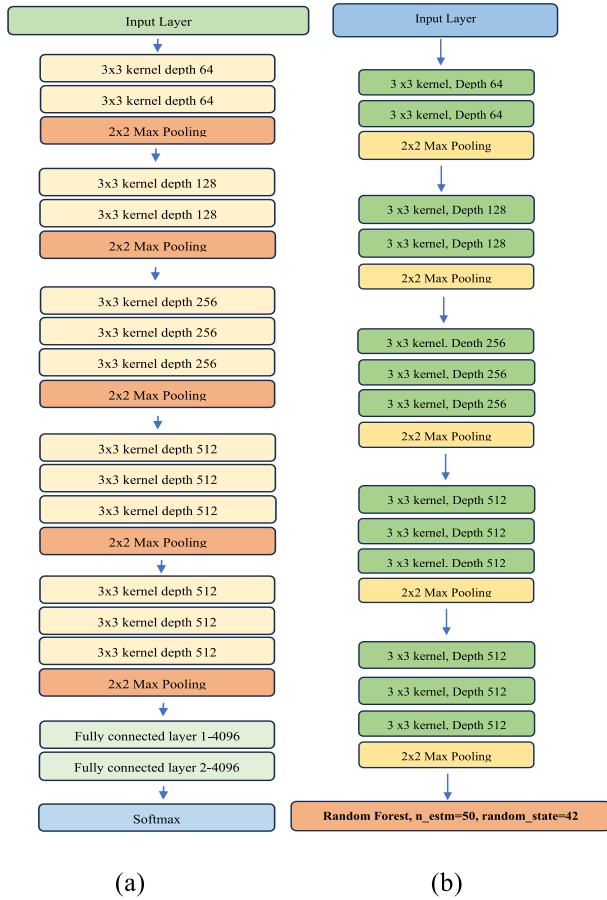 Input Layer
3x3 kernel depth 64
3x3 kernel depth 64
2x2 Max Pooling
3x3 kernel depth 128
3x3 kernel depth 128
2x2 Max Pooling
3x3 kernel depth 256
3x3 kernel depth 256
3x3 kernel depth 256
2x2 Max Pooling
3x3 kernel depth 512
3x3 kernel depth 512
3x3 kernel depth 512
2x2 Max Pooling
3x3 kernel depth 512
3x3 kernel depth 512
3x3 kernel depth 512
2x2 Max Pooling
Fully connected layer 1-4096
Fully connected layer 2-4096
Softmax
(a)
Input Layer
3 x3 kernel, Depth 64
3 x3 kernel, Depth 64
2x2 Max Pooling
3 x3 kernel, Depth 128
3 x3 kernel, Depth 128
2x2 Max Pooling
3 x3 kernel, Depth 256
3 x3 kernel, Depth 256
3 x3 kernel, Depth 256
2x2 Max Pooling
3 x3 kernel, Depth 512
3 x3 kernel, Depth 512
3 x3 kernel, Depth 512
2x2 Max Pooling
3 x3 kernel, Depth 512
3 x3 kernel, Depth 512
3 x3 kernel, Depth 512
2x2 Max Pooling
Random Forest, n_estm=50, random_state=42
(b)